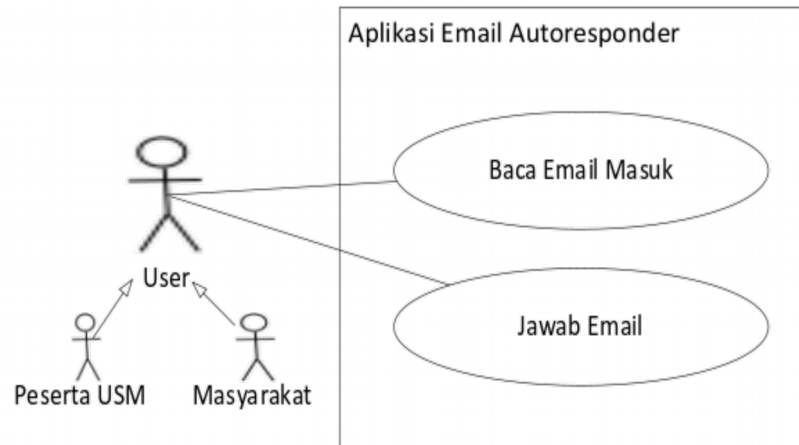 Aplikasi Email Autoresponder
Baca Email Masuk
User
Jawab Email
Peserta USM
Masyarakat